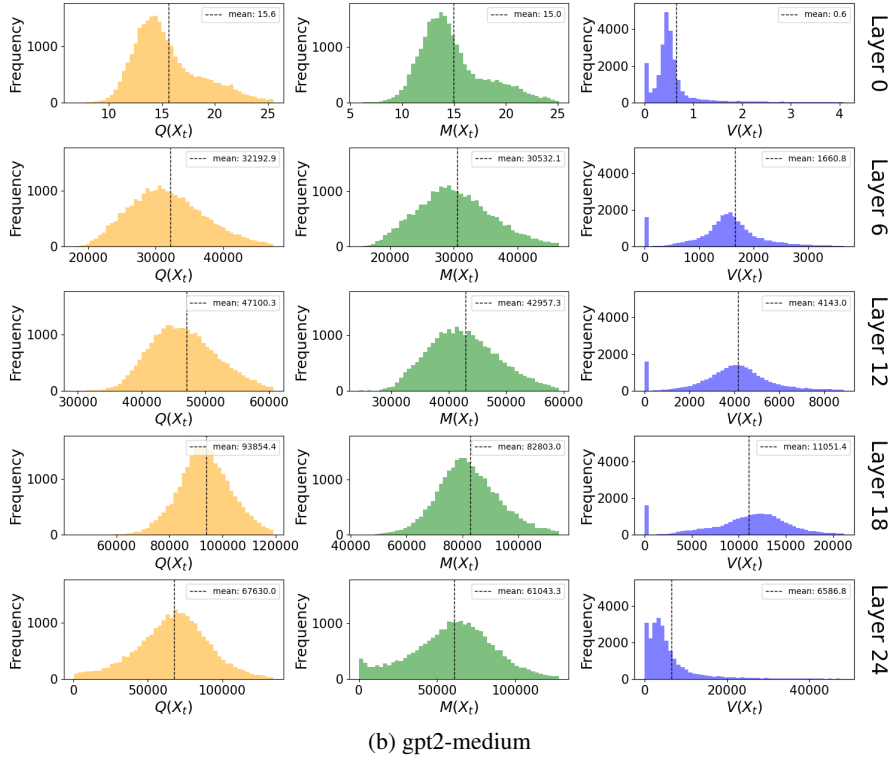 Frequency
1000
0
10
15
20
25
Q(X_t)
mean: 15.6
Frequency
1000
0
5
10
15
20
25
M(X_t)
mean: 15.0
Frequency
4000
2000
0
0
1
2
3
4
V(X_t)
mean: 0.6
Layer 0
Frequency
1000
0
20000
30000
40000
Q(X_t)
mean: 32192.9
Frequency
1000
0
20000
30000
40000
M(X_t)
mean: 30532.1
Frequency
4000
2000
0
0
1000
2000
3000
V(X_t)
mean: 1660.8
Layer 6
Frequency
1000
0
30000
40000
50000
60000
Q(X_t)
mean: 47100.3
Frequency
1000
0
30000
40000
50000
60000
M(X_t)
mean: 42957.3
Frequency
4000
2000
0
0
2000
4000
6000
8000
V(X_t)
mean: 4143.0
Layer 12
Frequency
1000
0
60000
80000
100000
120000
Q(X_t)
mean: 93854.4
Frequency
1000
0
40000
60000
80000
100000
M(X_t)
mean: 82803.0
Frequency
4000
2000
0
0
5000
10000
15000
20000
V(X_t)
mean: 11051.4
Layer 18
Frequency
1000
0
0
50000
100000
Q(X_t)
mean: 67630.0
Frequency
1000
0
0
50000
100000
M(X_t)
mean: 61043.3
Frequency
4000
2000
0
0
20000
40000
V(X_t)
mean: 6586.8
Layer 24
(b) gpt2-medium